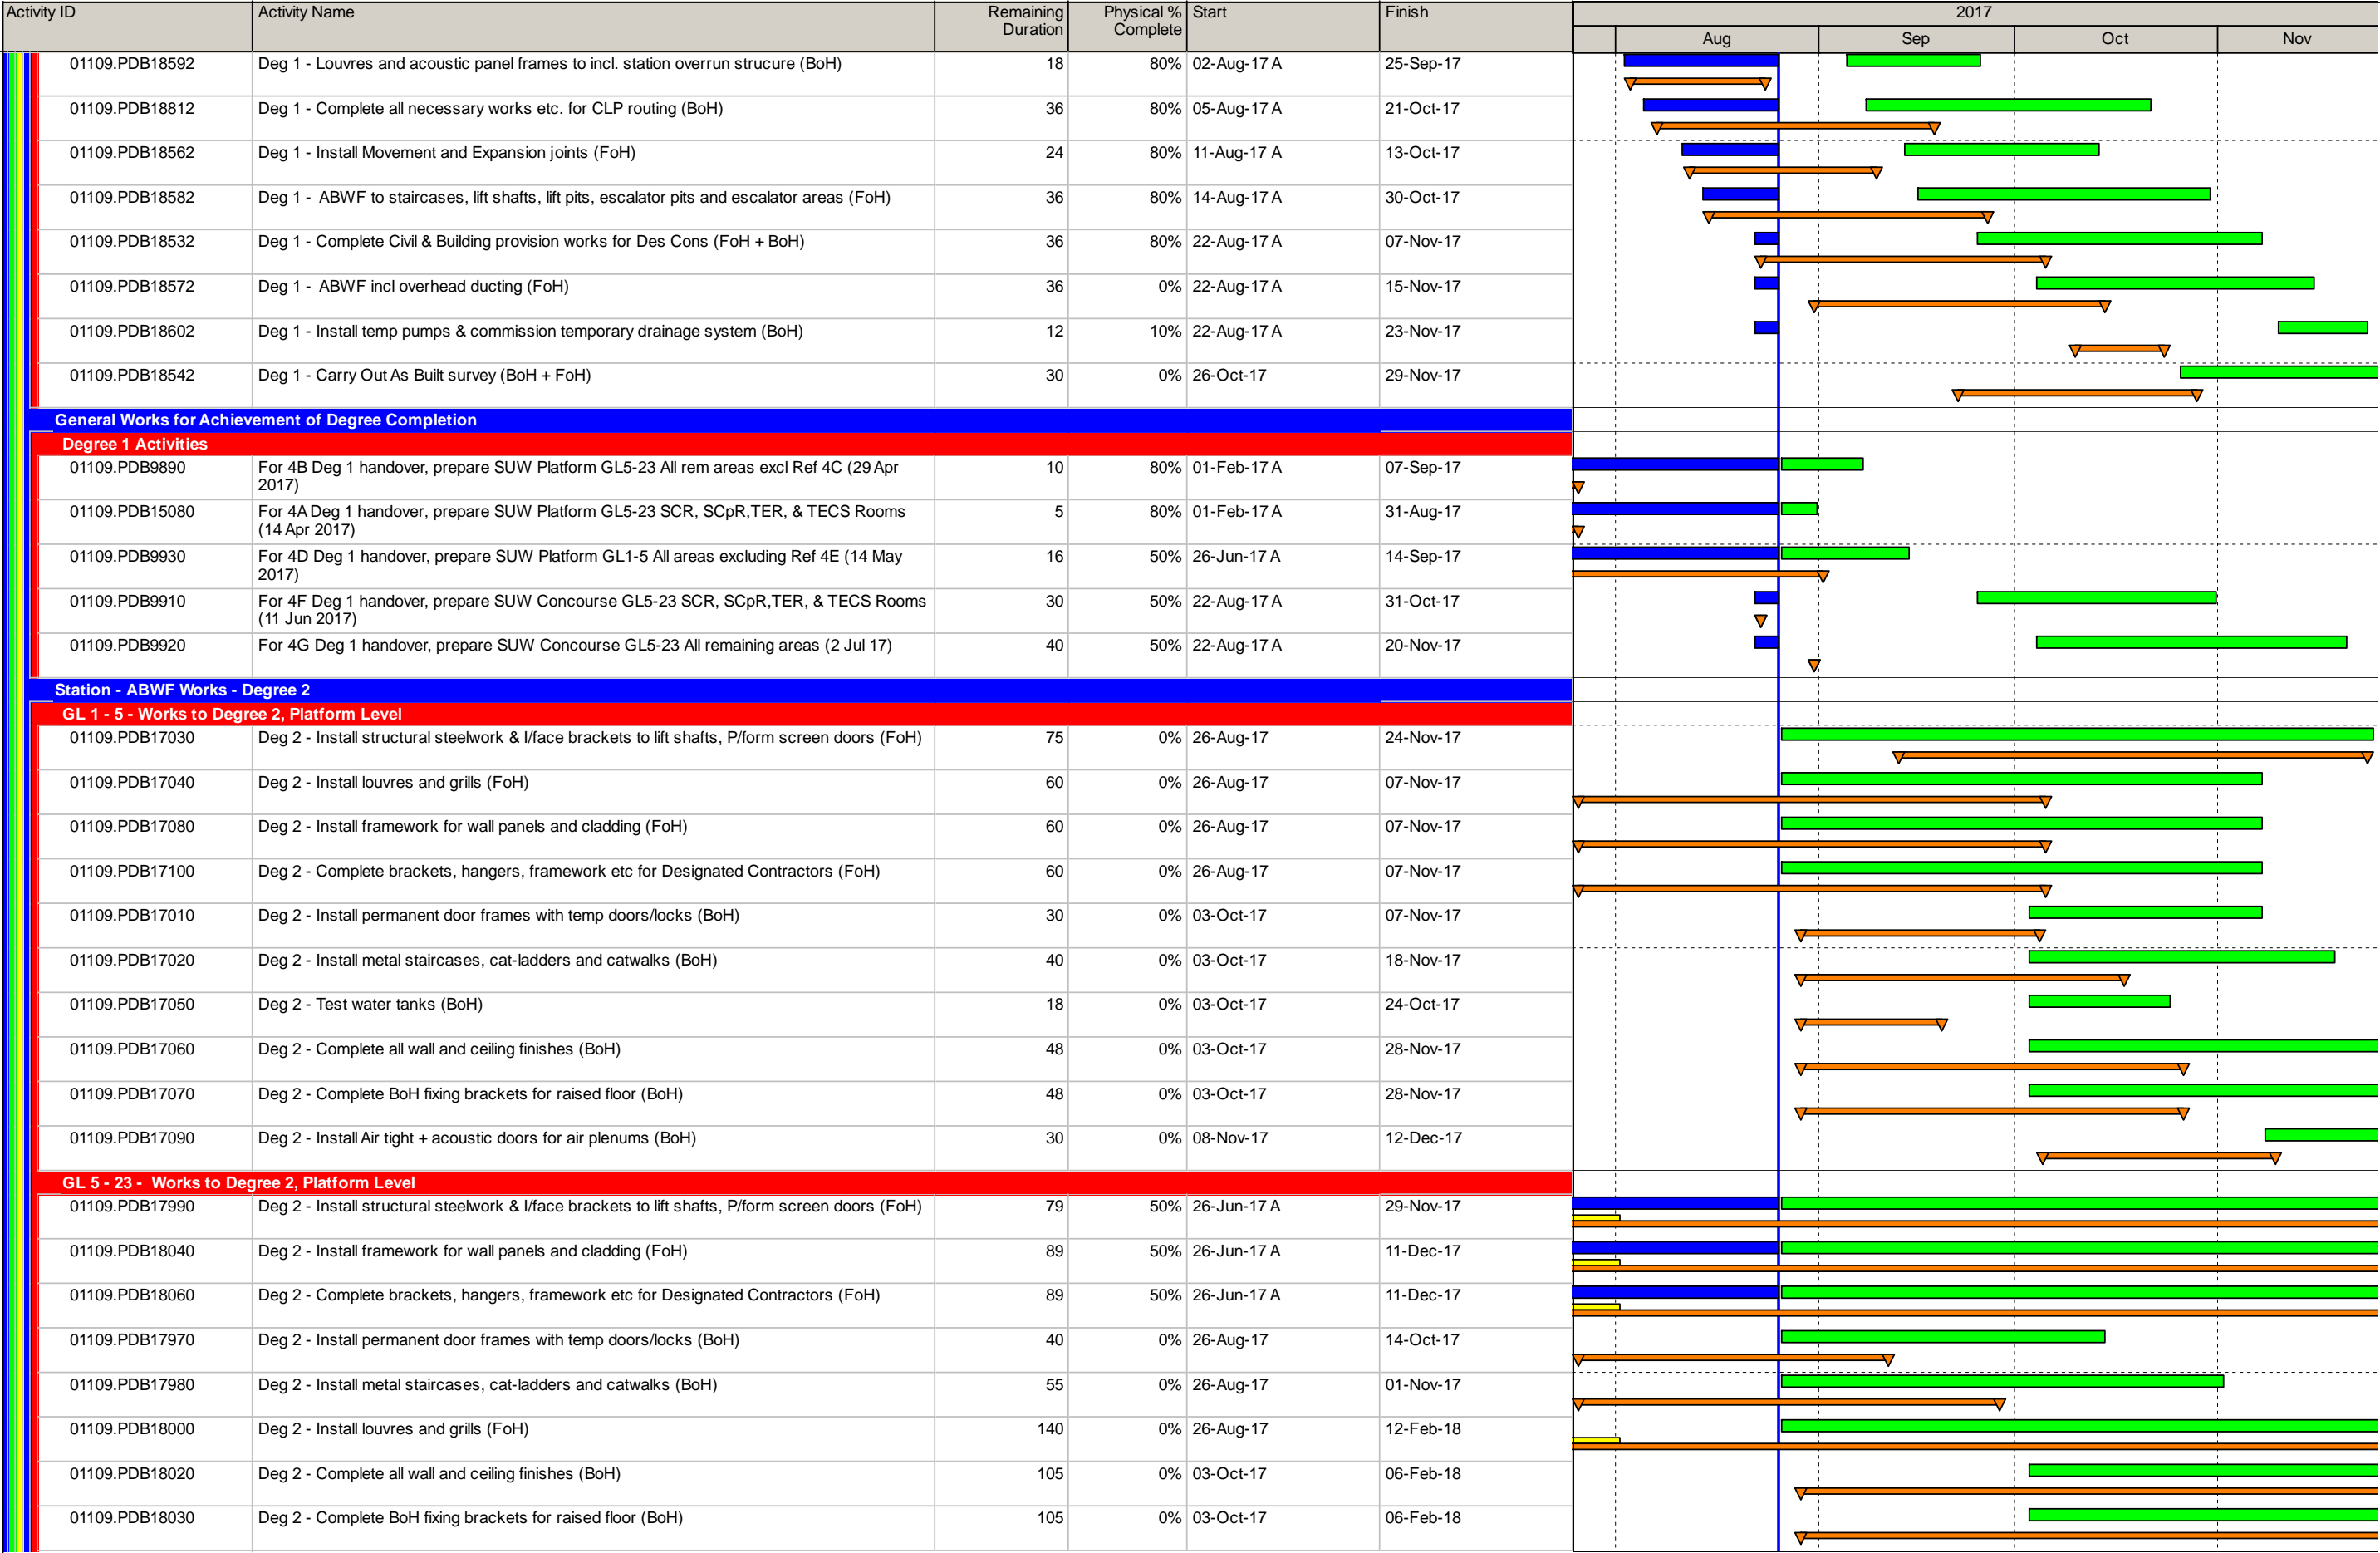 Activity ID Activity Name Remaining Physical % Start Finish 2017
Duration Complete Aug Sep Oct Nov
01109.PDB18592 Deg 1 - Louvres and acoustic panel frames to incl. station overrun strucure (BoH) 18 80% 02-Aug-17 A 25-Sep-17
01109.PDB18812 Deg 1 - Complete all necessary works etc. for CLP routing (BoH) 36 80% 05-Aug-17 A 21-Oct-17
01109.PDB18562 Deg 1 - Install Movement and Expansion joints (FoH) 24 80% 11-Aug-17 A 13-Oct-17
01109.PDB18582 Deg 1 - ABWF to staircases, lift shafts, lift pits, escalator pits and escalator areas (FoH) 36 80% 14-Aug-17 A 30-Oct-17
01109.PDB18532 Deg 1 - Complete Civil & Building provision works for Des Cons (FoH + BoH) 36 80% 22-Aug-17 A 07-Nov-17
01109.PDB18572 Deg 1 - ABWF incl overhead ducting (FoH) 36 0% 22-Aug-17 A 15-Nov-17
01109.PDB18602 Deg 1 - Install temp pumps & commission temporary drainage system (BoH) 12 10% 22-Aug-17 A 23-Nov-17
01109.PDB18542 Deg 1 - Carry Out As Built survey (BoH + FoH) 30 0% 26-Oct-17 29-Nov-17
General Works for Achievement of Degree Completion
Degree 1 Activities
01109.PDB9890 For 4B Deg 1 handover, prepare SUW Platform GL5-23 All rem areas excl Ref 4C (29 Apr 10 80% 01-Feb-17 A 07-Sep-17
2017)
01109.PDB15080 For 4A Deg 1 handover, prepare SUW Platform GL5-23 SCR, SCpR,TER, & TECS Rooms 5 80% 01-Feb-17 A 31-Aug-17
(14 Apr 2017)
01109.PDB9930 For 4D Deg 1 handover, prepare SUW Platform GL1-5 All areas excluding Ref 4E (14 May 16 50% 26-Jun-17 A 14-Sep-17
2017)
01109.PDB9910 For 4F Deg 1 handover, prepare SUW Concourse GL5-23 SCR, SCpR,TER, & TECS Rooms 30 50% 22-Aug-17 A 31-Oct-17
(11 Jun 2017)
01109.PDB9920 For 4G Deg 1 handover, prepare SUW Concourse GL5-23 All remaining areas (2 Jul 17) 40 50% 22-Aug-17 A 20-Nov-17
Station - ABWF Works - Degree 2
GL 1 - 5 - Works to Degree 2, Platform Level
01109.PDB17030 Deg 2 - Install structural steelwork & I/face brackets to lift shafts, P/form screen doors (FoH) 75 0% 26-Aug-17 24-Nov-17
01109.PDB17040 Deg 2 - Install louvres and grills (FoH) 60 0% 26-Aug-17 07-Nov-17
01109.PDB17080 Deg 2 - Install framework for wall panels and cladding (FoH) 60 0% 26-Aug-17 07-Nov-17
01109.PDB17100 Deg 2 - Complete brackets, hangers, framework etc for Designated Contractors (FoH) 60 0% 26-Aug-17 07-Nov-17
01109.PDB17010 Deg 2 - Install permanent door frames with temp doors/locks (BoH) 30 0% 03-Oct-17 07-Nov-17
01109.PDB17020 Deg 2 - Install metal staircases, cat-ladders and catwalks (BoH) 40 0% 03-Oct-17 18-Nov-17
01109.PDB17050 Deg 2 - Test water tanks (BoH) 18 0% 03-Oct-17 24-Oct-17
01109.PDB17060 Deg 2 - Complete all wall and ceiling finishes (BoH) 48 0% 03-Oct-17 28-Nov-17
01109.PDB17070 Deg 2 - Complete BoH fixing brackets for raised floor (BoH) 48 0% 03-Oct-17 28-Nov-17
01109.PDB17090 Deg 2 - Install Air tight + acoustic doors for air plenums (BoH) 30 0% 08-Nov-17 12-Dec-17
GL 5 - 23 - Works to Degree 2, Platform Level
01109.PDB17990 Deg 2 - Install structural steelwork & I/face brackets to lift shafts, P/form screen doors (FoH) 79 50% 26-Jun-17 A 29-Nov-17
01109.PDB18040 Deg 2 - Install framework for wall panels and cladding (FoH) 89 50% 26-Jun-17 A 11-Dec-17
01109.PDB18060 Deg 2 - Complete brackets, hangers, framework etc for Designated Contractors (FoH) 89 50% 26-Jun-17 A 11-Dec-17
01109.PDB17970 Deg 2 - Install permanent door frames with temp doors/locks (BoH) 40 0% 26-Aug-17 14-Oct-17
01109.PDB17980 Deg 2 - Install metal staircases, cat-ladders and catwalks (BoH) 55 0% 26-Aug-17 01-Nov-17
01109.PDB18000 Deg 2 - Install louvres and grills (FoH) 140 0% 26-Aug-17 12-Feb-18
01109.PDB18020 Deg 2 - Complete all wall and ceiling finishes (BoH) 105 0% 03-Oct-17 06-Feb-18
01109.PDB18030 Deg 2 - Complete BoH fixing brackets for raised floor (BoH) 105 0% 03-Oct-17 06-Feb-18